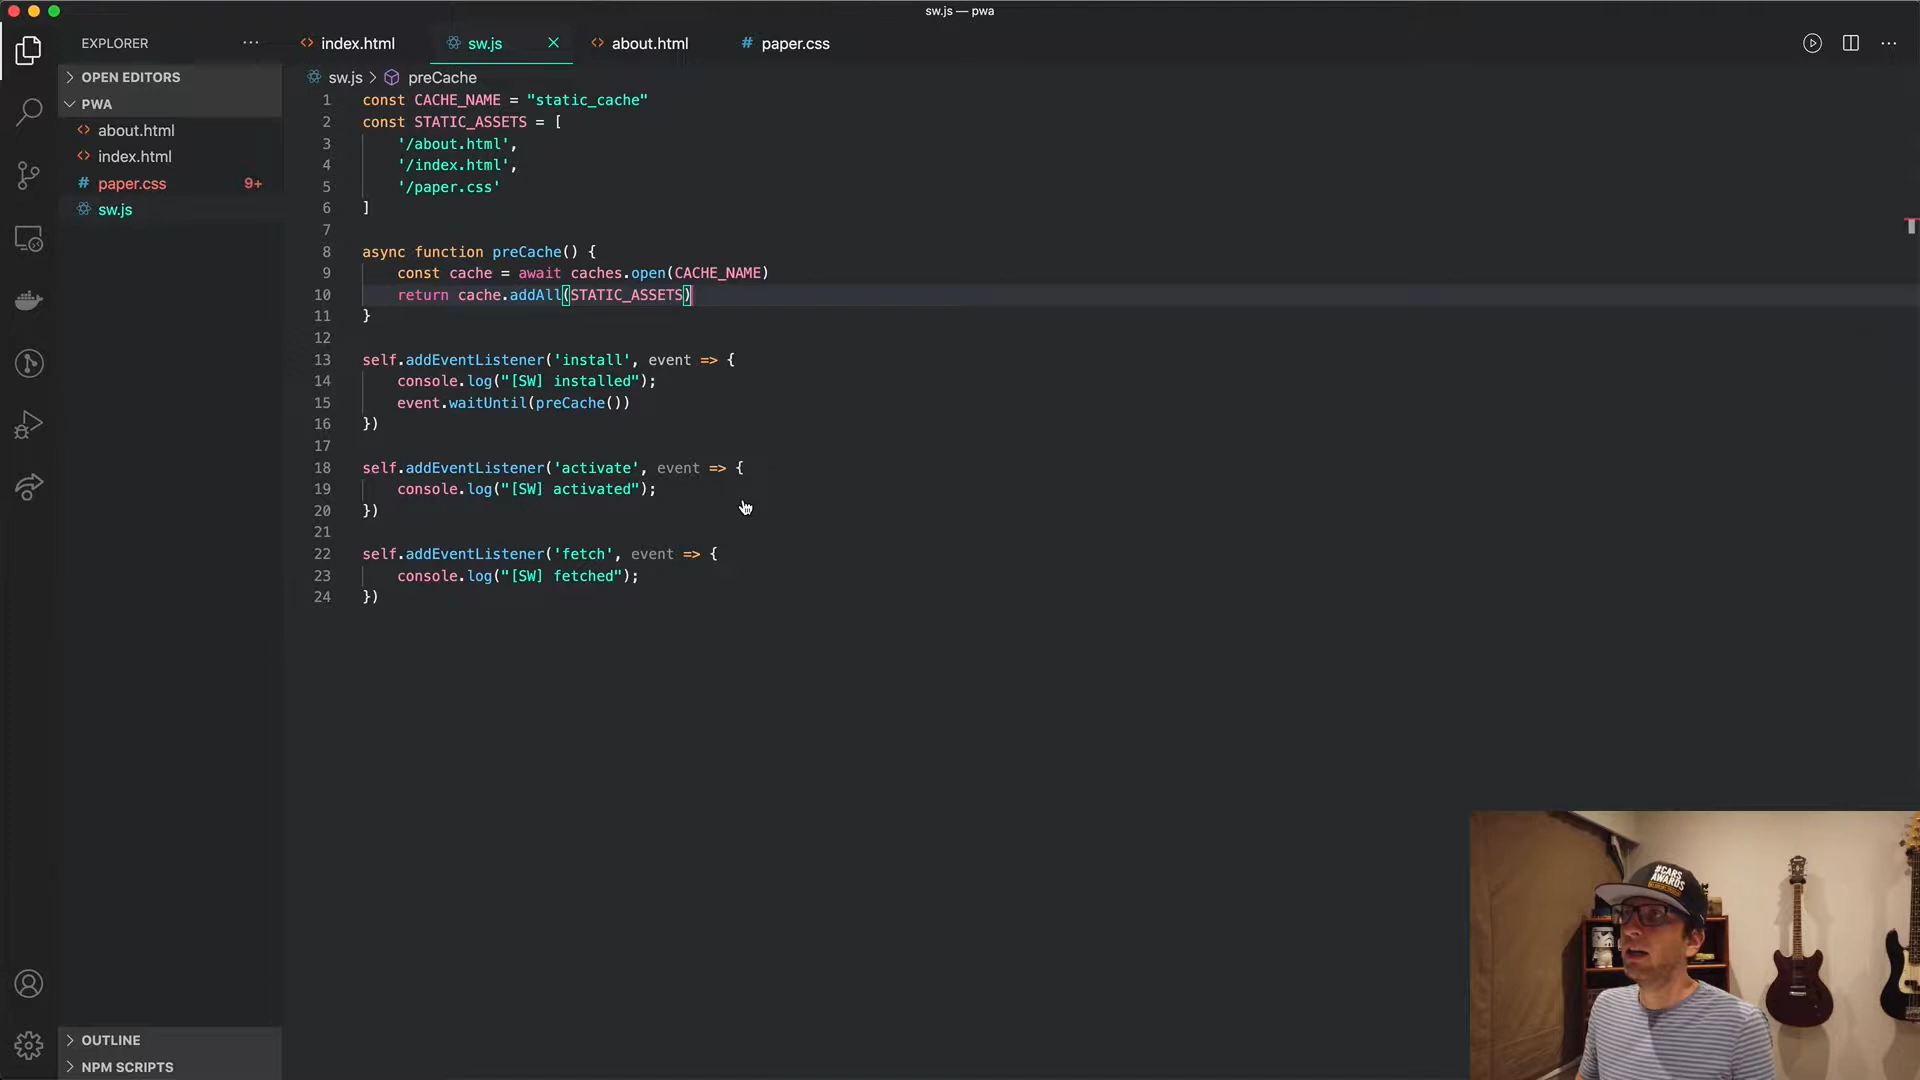 sw.js — pwa
EXPLORER
index.html
sw.js
about.html
paper.css
OPEN EDITORS
PWA
about.html
index.html
paper.css 9+
sw.js
sw.js > preCache
1 const CACHE_NAME = "static_cache"
2 const STATIC_ASSETS = [
3 '/about.html',
4 '/index.html',
5 '/paper.css'
6 ]
7
8 async function preCache() {
9 const cache = await caches.open(CACHE_NAME)
10 return cache.addAll(STATIC_ASSETS)
11 }
12
13 self.addEventListener('install', event => {
14 console.log("[SW] installed");
15 event.waitUntil(preCache())
16 })
17
18 self.addEventListener('activate', event => {
19 console.log("[SW] activated");
20 })
21
22 self.addEventListener('fetch', event => {
23 console.log("[SW] fetched");
24 })
OUTLINE
NPM SCRIPTS
#CARS
AWARDS